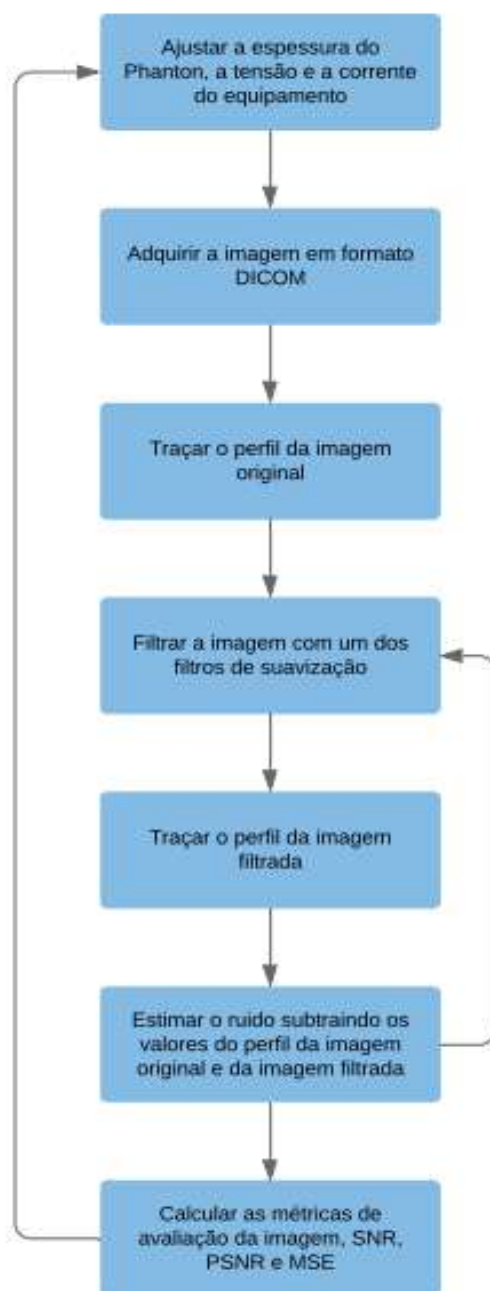 Ajustar a espessura do
Phanton, a tensão e a corrente
do equipamento
Adquirir a imagem em formato
DICOM
Traçar o perfil da imagem
original
Filtrar a imagem com um dos
filtros de suavização
Traçar o perfil da imagem
filtrada
Estimar o ruido subtraindo os
valores do perfil da imagem
original e da imagem filtrada
Calcular as métricas de
avaliação da imagem, SNR,
PSNR e MSE